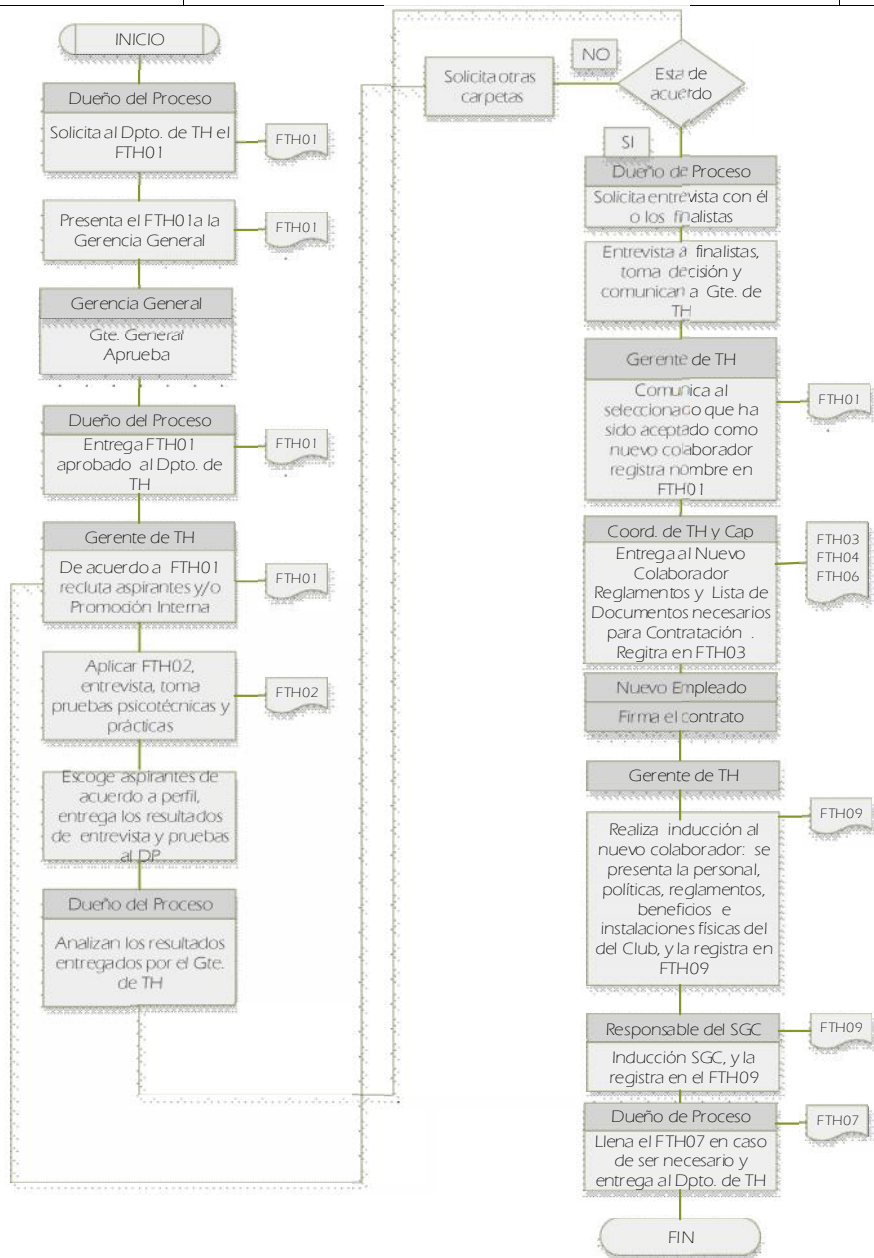 INICIO
Dueño del Proceso
Solicita al Dpto. de TH el
FTH01
FTH01
Presenta el FTH01a la
Gerencia General
FTH01
Gerencia General
Gte. General
Aprueba
Dueño del Proceso
Entrega FTH01
aprobado al Dpto. de
TH
FTH01
Gerente de TH
De acuerdo a FTH01
recluta aspirantes y/o
Promoción Interna
FTH01
Aplicar FTH02,
entrevista, toma
pruebas psicotécnicas y
prácticas
FTH02
Escoge aspirantes de
acuerdo a perfil,
entrega los resultados
de entrevista y pruebas
al DP
Dueño del Proceso
Analizan los resultados
entregados por el Gte.
de TH
Esta de
acuerdo
NO
Solicita otras
carpetas
SI
Dueño de Proceso
Solicita entrevista con él
o los finalistas
Entrevista a finalistas,
toma decisión y
comunican a Gte. de
TH
Gerente de TH
Comunica al
seleccionado que ha
sido aceptado como
nuevo colaborador
registra nombre en
FTH01
FTH01
Coord. de TH y Cap
Entrega al Nuevo
Colaborador
Reglamentos y Lista de
Documentos necesarios
para Contratación .
Regitra en FTH03
FTH03
FTH04
FTH06
Nuevo Empleado
Firma el contrato
Gerente de TH
Realiza inducción al
nuevo colaborador: se
presenta la personal,
políticas, reglamentos,
beneficios e
instalaciones físicas del
del Club, y la registra en
FTH09
FTH09
Responsable del SGC
Inducción SGC, y la
registra en el FTH09
FTH09
Dueño de Proceso
Llena el FTH07 en caso
de ser necesario y
entrega al Dpto. de TH
FTH07
FIN